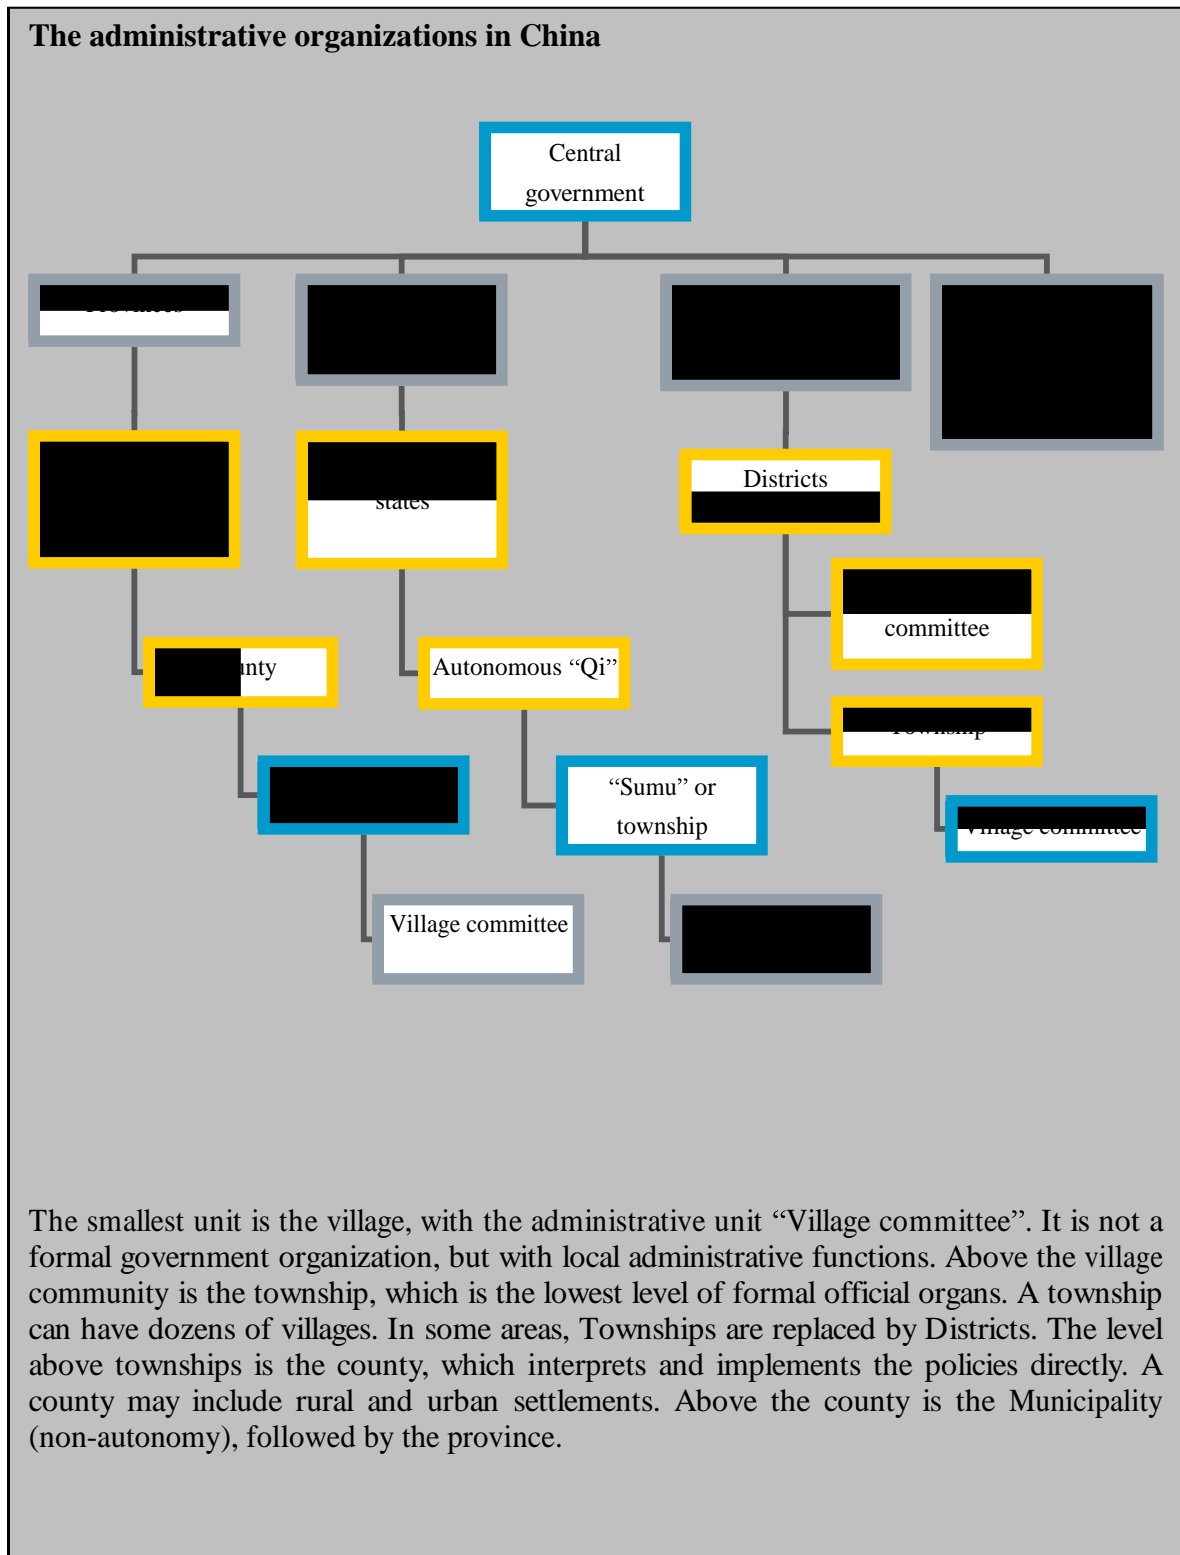 The administrative organizations in China
Central
government
states
Districts
committee
Autonomous “Qi”
Township
“Sumu” or
township
Village committee
Village committee
The smallest unit is the village, with the administrative unit “Village committee”. It is not a
formal government organization, but with local administrative functions. Above the village
community is the township, which is the lowest level of formal official organs. A township
can have dozens of villages. In some areas, Townships are replaced by Districts. The level
above townships is the county, which interprets and implements the policies directly. A
county may include rural and urban settlements. Above the county is the Municipality
(non-autonomy), followed by the province.